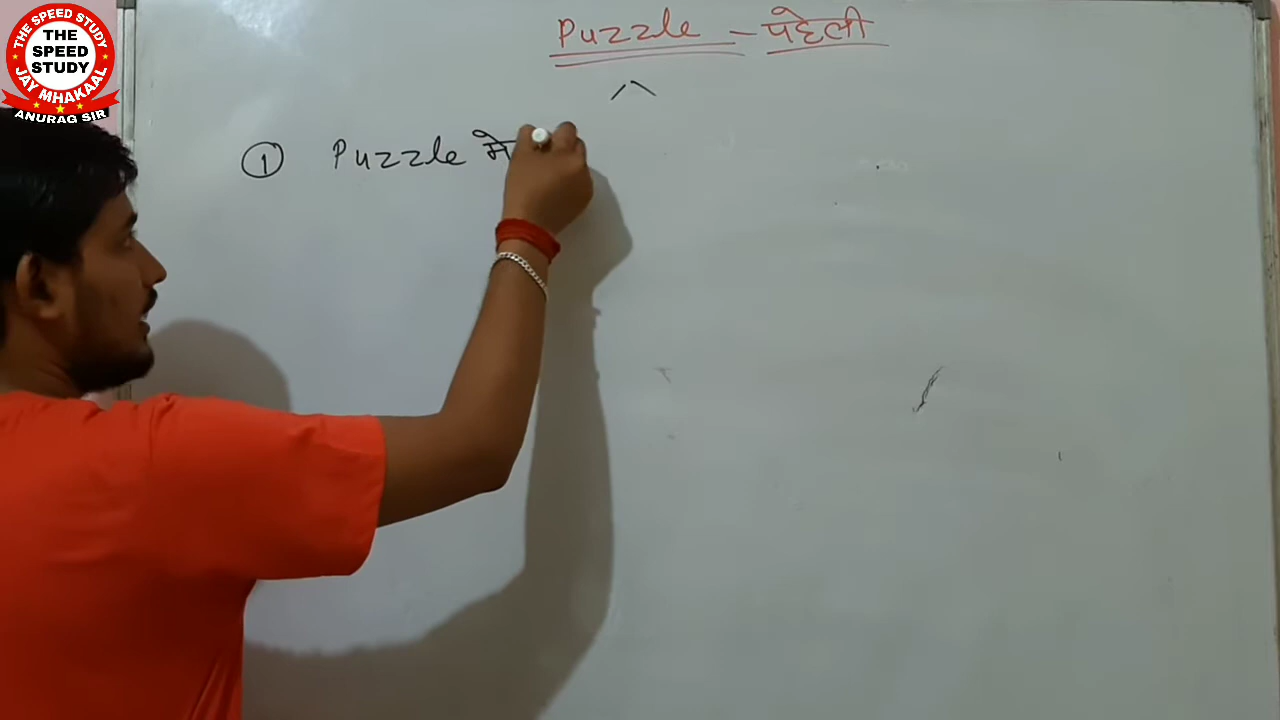 THE SPEED STUDY
THE
SPEED
STUDY
JAY MHAKAAL
ANURAG SIR
Puzzle - पहेली
① Puzzle मे